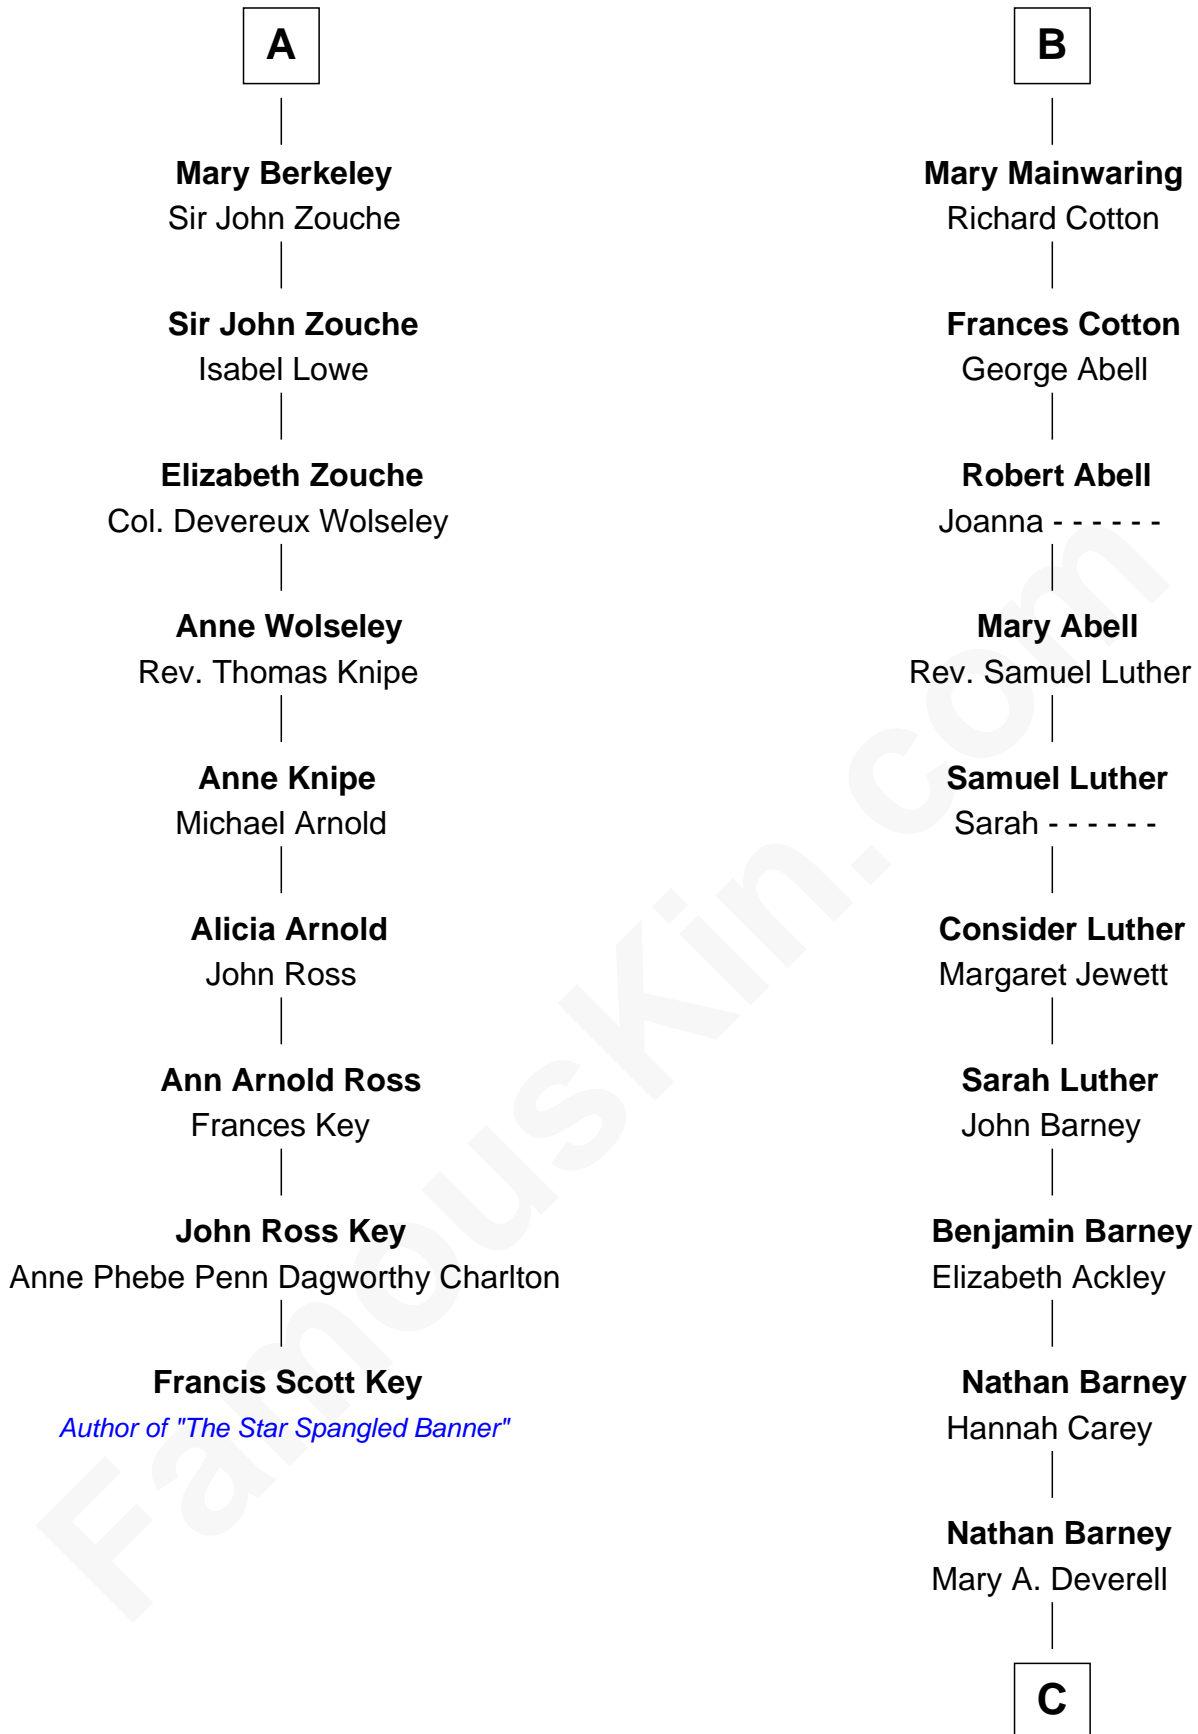 A
Mary Berkeley
Sir John Zouche
Sir John Zouche
Isabel Lowe
Elizabeth Zouche
Col. Devereux Wolseley
Anne Wolseley
Rev. Thomas Knipe
Anne Knipe
Michael Arnold
Alicia Arnold
John Ross
Ann Arnold Ross
Frances Key
John Ross Key
Anne Phebe Penn Dagworthy Charlton
Francis Scott Key
Author of "The Star Spangled Banner"
B
Mary Mainwaring
Richard Cotton
Frances Cotton
George Abell
Robert Abell
Joanna - - - - - -
Mary Abell
Rev. Samuel Luther
Samuel Luther
Sarah - - - - - -
Consider Luther
Margaret Jewett
Sarah Luther
John Barney
Benjamin Barney
Elizabeth Ackley
Nathan Barney
Hannah Carey
Nathan Barney
Mary A. Deverell
C
FamousKin.com